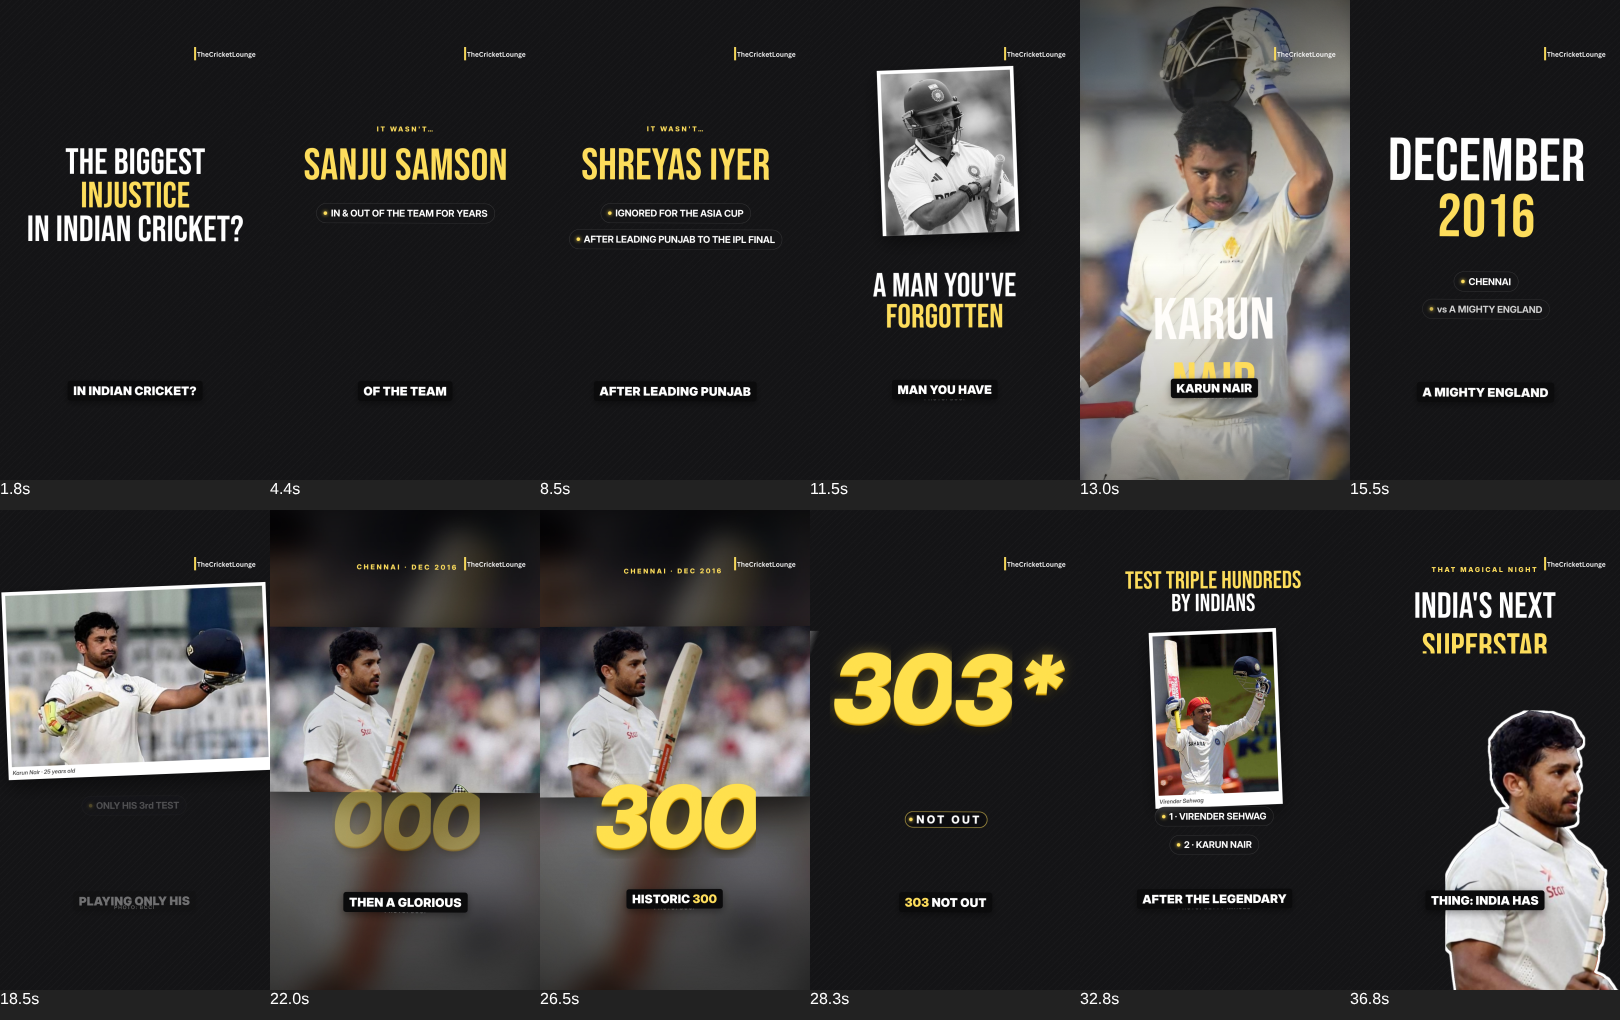 TheCricketLounge
THE BIGGEST
INJUSTICE
IN INDIAN CRICKET?
IN INDIAN CRICKET?
1.8s
TheCricketLounge
IT WASN'T...
SANJU SAMSON
IN & OUT OF THE TEAM FOR YEARS
OF THE TEAM
4.4s
TheCricketLounge
IT WASN'T...
SHREYAS IYER
IGNORED FOR THE ASIA CUP
AFTER LEADING PUNJAB TO THE IPL FINAL
AFTER LEADING PUNJAB
8.5s
TheCricketLounge
A MAN YOU'VE
FORGOTTEN
MAN YOU HAVE
11.5s
TheCricketLounge
KARUN
NAIR
KARUN NAIR
13.0s
TheCricketLounge
DECEMBER
2016
CHENNAI
vs A MIGHTY ENGLAND
A MIGHTY ENGLAND
15.5s
TheCricketLounge
Karun Nair · 25 years old
ONLY HIS 3rd TEST
PLAYING ONLY HIS
18.5s
CHENNAI · DEC 2016
TheCricketLounge
Star
000
THEN A GLORIOUS
22.0s
CHENNAI · DEC 2016
TheCricketLounge
Star
300
HISTORIC 300
26.5s
TheCricketLounge
303*
NOT OUT
303 NOT OUT
28.3s
TheCricketLounge
TEST TRIPLE HUNDREDS
BY INDIANS
SAHARA
Virender Sehwag
1 · VIRENDER SEHWAG
2 · KARUN NAIR
AFTER THE LEGENDARY
32.8s
THAT MAGICAL NIGHT
TheCricketLounge
INDIA'S NEXT
SUPERSTAR
Star
THING: INDIA HAS
36.8s